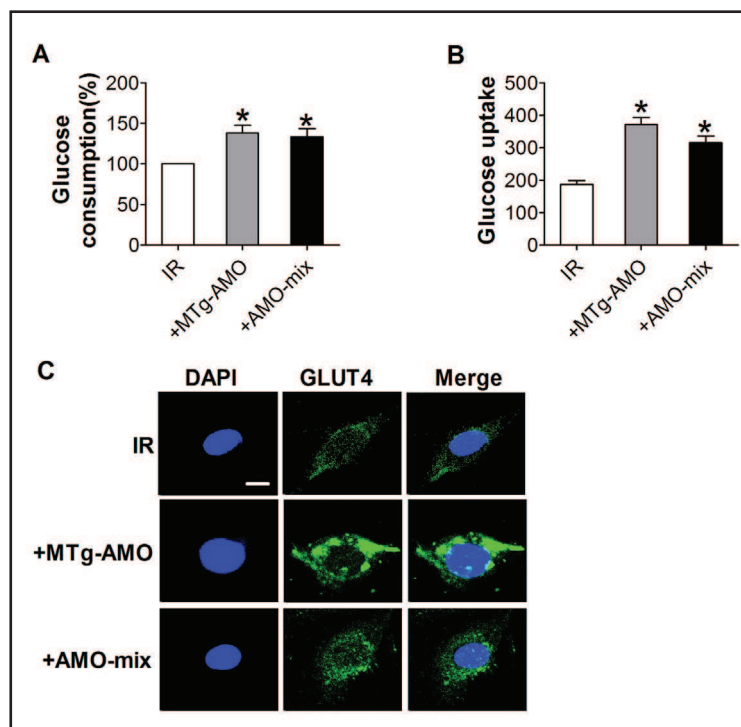 A
Glucose
consumption(%)
200
150
100
50
0
*
*
IR
+MTg-AMO
+AMO-mix
B
Glucose uptake
500
400
300
200
100
0
*
*
IR
+MTg-AMO
+AMO-mix
C
DAPI GLUT4 Merge
IR
+MTg-AMO
+AMO-mix